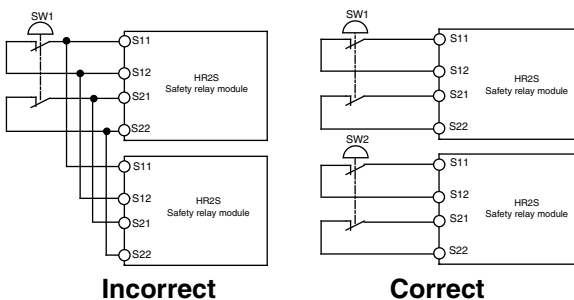 SW1
S11
S12
S21
S22
HR2S
Safety relay module
S11
S12
S21
S22
HR2S
Safety relay module
Incorrect
SW1
S11
S12
S21
S22
HR2S
Safety relay module
SW2
S11
S12
S21
S22
HR2S
Safety relay module
Correct